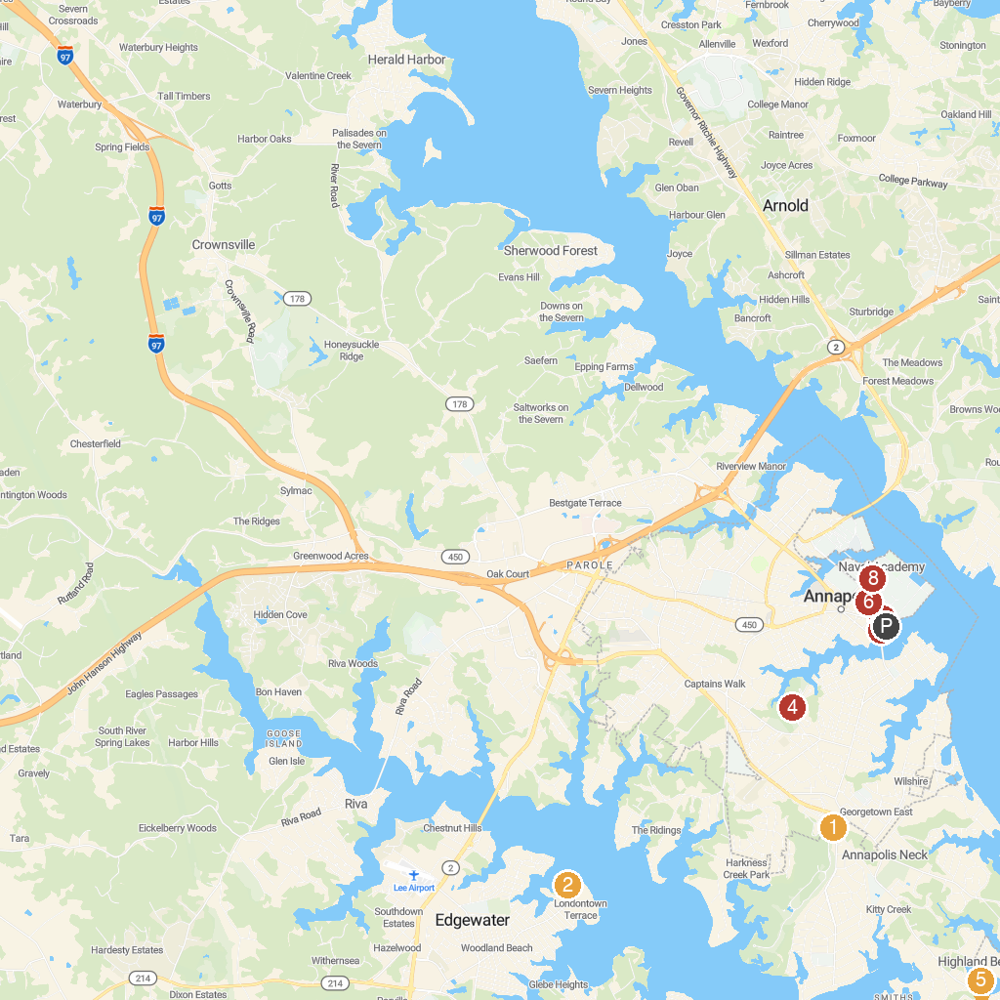 Severn
Crossroads
Estates
Round Bay
Cresston Park
Fernbrook
Bayberry
Cherrywood
97
Waterbury Heights
Herald Harbor
Jones
Allenville
Wexford
Stonington
Valentine Creek
Hidden Ridge
Tall Timbers
Severn Heights
Waterbury
College Manor
Governor Ritchie Highway
Oakland Hill
Palisades on
the Severn
Raintree
Harbor Oaks
Foxmoor
Revell
Spring Fields
Joyce Acres
River Road
Gotts
Glen Oban
College Parkway
Arnold
97
Harbour Glen
Crownsville
Sherwood Forest
Joyce
Sillman Estates
Evans Hill
Ashcroft
178
Crownsville Road
Hidden Hills
Downs on
the Severn
Sturbridge
Bancroft
97
Honeysuckle
Ridge
2
Saefern
Epping Farms
The Meadows
Forest Meadows
Dellwood
178
Saltworks on
the Severn
Browns Woo
Chesterfield
Riverview Manor
Sylmac
Bestgate Terrace
The Ridges
450
Greenwood Acres
Oak Court
PAROLE
Naval Academy
Rutland Road
8
6
P
Hidden Cove
450
John Hanson Highway
Riva Woods
Captains Walk
Riva Road
Bon Haven
Eagles Passages
4
South River
Spring Lakes
Harbor Hills
GOOSE
ISLAND
Glen Isle
Gravely
Wilshire
Riva
Riva Road
Georgetown East
Eickelberry Woods
Chestnut Hills
The Ridings
1
Tara
Annapolis Neck
2
Harkness
Creek Park
Lee Airport
2
Londontown
Terrace
Kitty Creek
Southdown
Estates
Edgewater
Hardesty Estates
Hazelwood
Woodland Beach
Withernsea
Highland Be
214
214
Glebe Heights
5
Dixon Estates
SMITHS